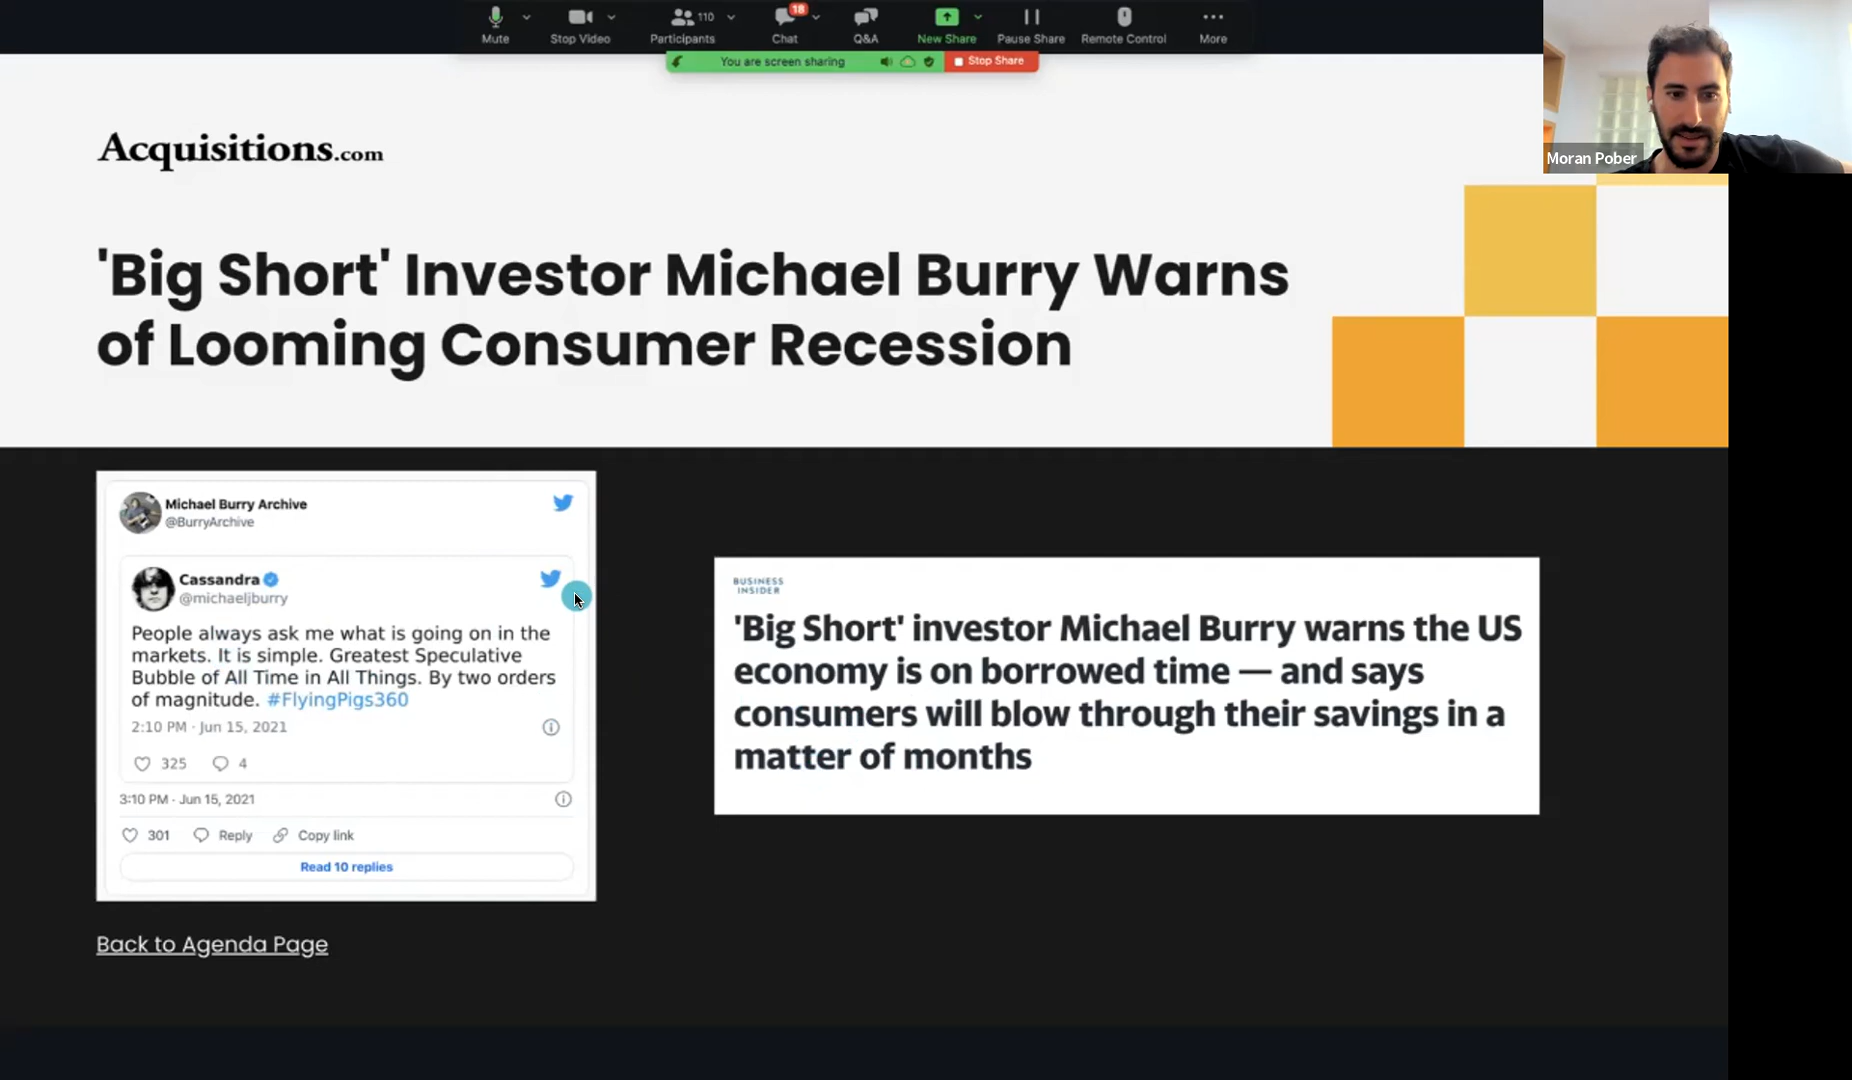 Mute
Stop Video
110
Participants
18
Chat
Q&A
New Share
Pause Share
Remote Control
More
You are screen sharing
Stop Share
Moran Pober
Acquisitions.com
'Big Short' Investor Michael Burry Warns
of Looming Consumer Recession
Michael Burry Archive
@BurryArchive
Cassandra
@michaeljburry
People always ask me what is going on in the
markets. It is simple. Greatest Speculative
Bubble of All Time in All Things. By two orders
of magnitude. #FlyingPigs360
2:10 PM · Jun 15, 2021
325
4
3:10 PM · Jun 15, 2021
301
Reply
Copy link
Read 10 replies
BUSINESS
INSIDER
'Big Short' investor Michael Burry warns the US
economy is on borrowed time — and says
consumers will blow through their savings in a
matter of months
Back to Agenda Page